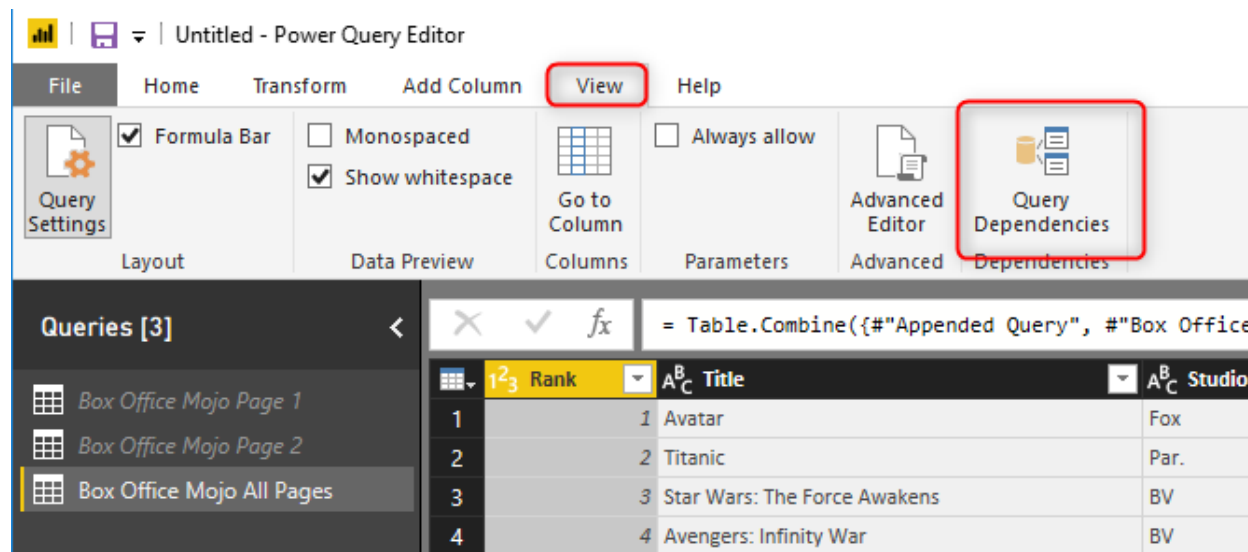 Untitled - Power Query Editor
File Home Transform Add Column View Help
Formula Bar Monospaced Always allow
Show whitespace
Query Settings
Go to Column
Advanced Editor
Query Dependencies
Layout Data Preview Columns Parameters Advanced Dependencies
Queries [3] fx = Table.Combine({#"Appended Query", #"Box Office
Box Office Mojo Page 1
Box Office Mojo Page 2
Box Office Mojo All Pages
123 Rank ABC Title ABC Studio
1 1 Avatar Fox
2 2 Titanic Par.
3 3 Star Wars: The Force Awakens BV
4 4 Avengers: Infinity War BV